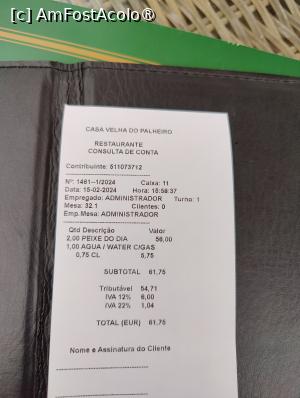 [c] AmFostAcolo®
CASA VELHA DO PALHEIRO
RESTAURANTE
CONSULTA DE CONTA
Contribuinte: 511073712
Nº: 1461--1/2024 Caixa: 11
Data: 15-02-2024 Hora: 15:58:37
Empregado: ADMINISTRADOR Turno: 1
Mesa: 32.1 Clientes: 0
Emp.Mesa: ADMINISTRADOR
Qtd Descrição Valor
2,00 PEIXE DO DIA 56,00
1,00 AGUA / WATER C/GAS
0,75 CL 5,75
SUBTOTAL 61,75
Tributável 54,71
IVA 12% 6,00
IVA 22% 1,04
TOTAL (EUR) 61,75
Nome e Assinatura do Cliente